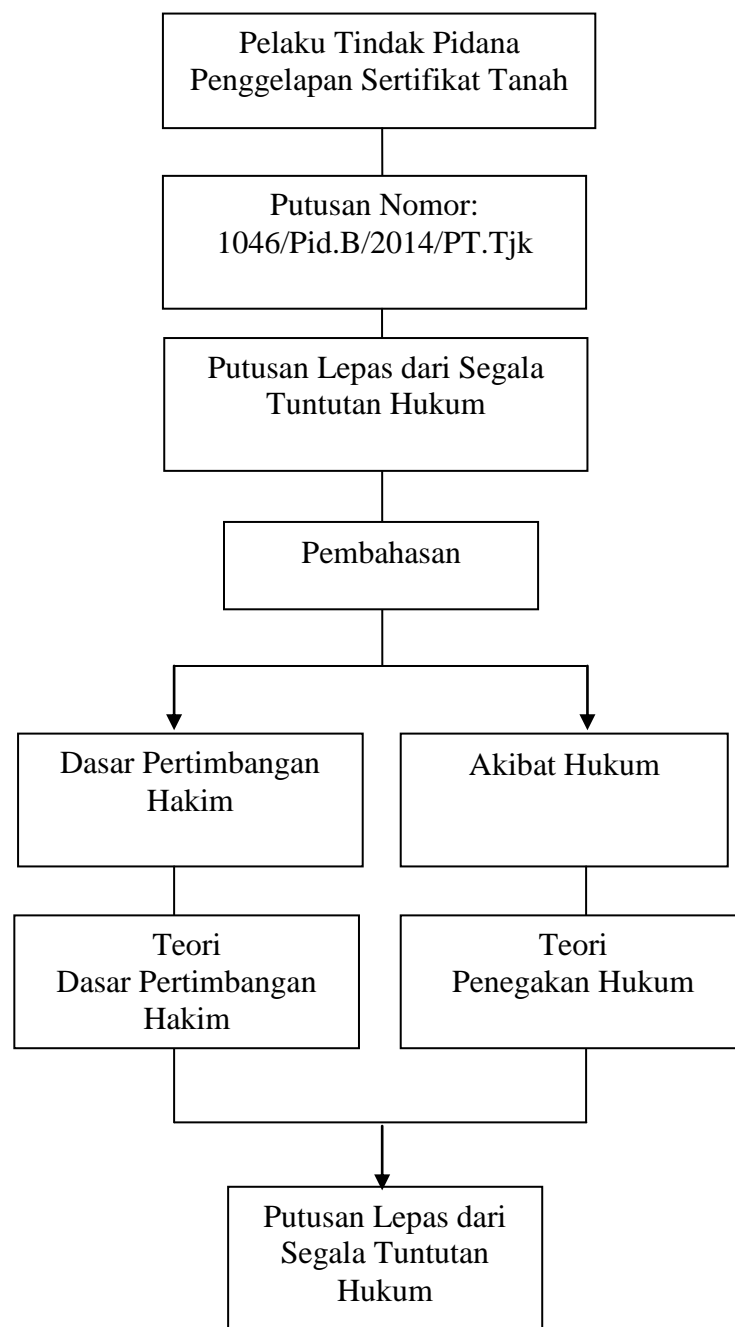 Pelaku Tindak Pidana
Penggelapan Sertifikat Tanah
Putusan Nomor:
1046/Pid.B/2014/PT.Tjk
Putusan Lepas dari Segala
Tuntutan Hukum
Pembahasan
Dasar Pertimbangan
Hakim
Akibat Hukum
Teori
Dasar Pertimbangan
Hakim
Teori
Penegakan Hukum
Putusan Lepas dari
Segala Tuntutan
Hukum